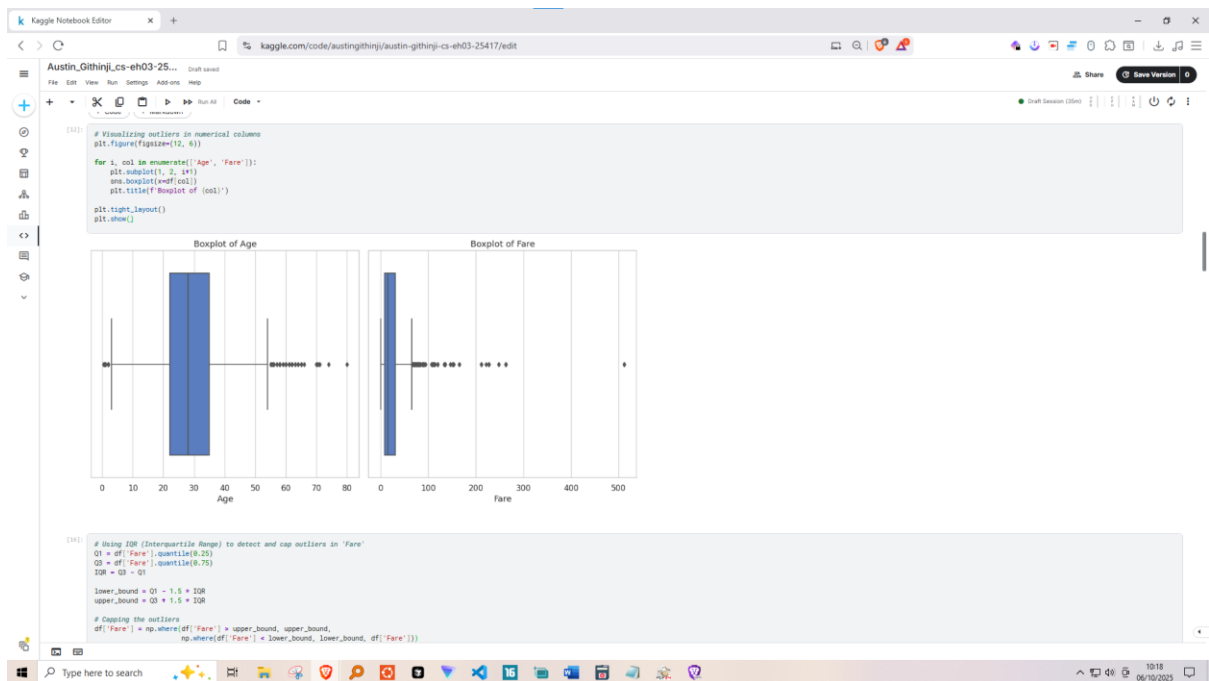 Kaggle Notebook Editor
kaggle.com/code/austingithinji/austin-githinji-cs-eh03-25417/edit
Austin_Githinji_cs-eh03-25... Draft saved
File Edit View Run Settings Add-ons Help
Share
Save Version 0
Run All Code
Draft Session (35m)
+ Code + Markdown
[12]:
# Visualizing outliers in numerical columns
plt.figure(figsize=(12, 6))
for i, col in enumerate(['Age', 'Fare']):
plt.subplot(1, 2, i+1)
sns.boxplot(x=df[col])
plt.title(f'Boxplot of {col}')
plt.tight_layout()
plt.show()
Boxplot of Age
Boxplot of Fare
0 10 20 30 40 50 60 70 80
Age
0 100 200 300 400 500
Fare
[16]:
# Using IQR (Interquartile Range) to detect and cap outliers in 'Fare'
Q1 = df['Fare'].quantile(0.25)
Q3 = df['Fare'].quantile(0.75)
IQR = Q3 - Q1
lower_bound = Q1 - 1.5 * IQR
upper_bound = Q3 + 1.5 * IQR
# Capping the outliers
df['Fare'] = np.where(df['Fare'] > upper_bound, upper_bound,
np.where(df['Fare'] < lower_bound, lower_bound, df['Fare']))
Type here to search
10:18
06/10/2025